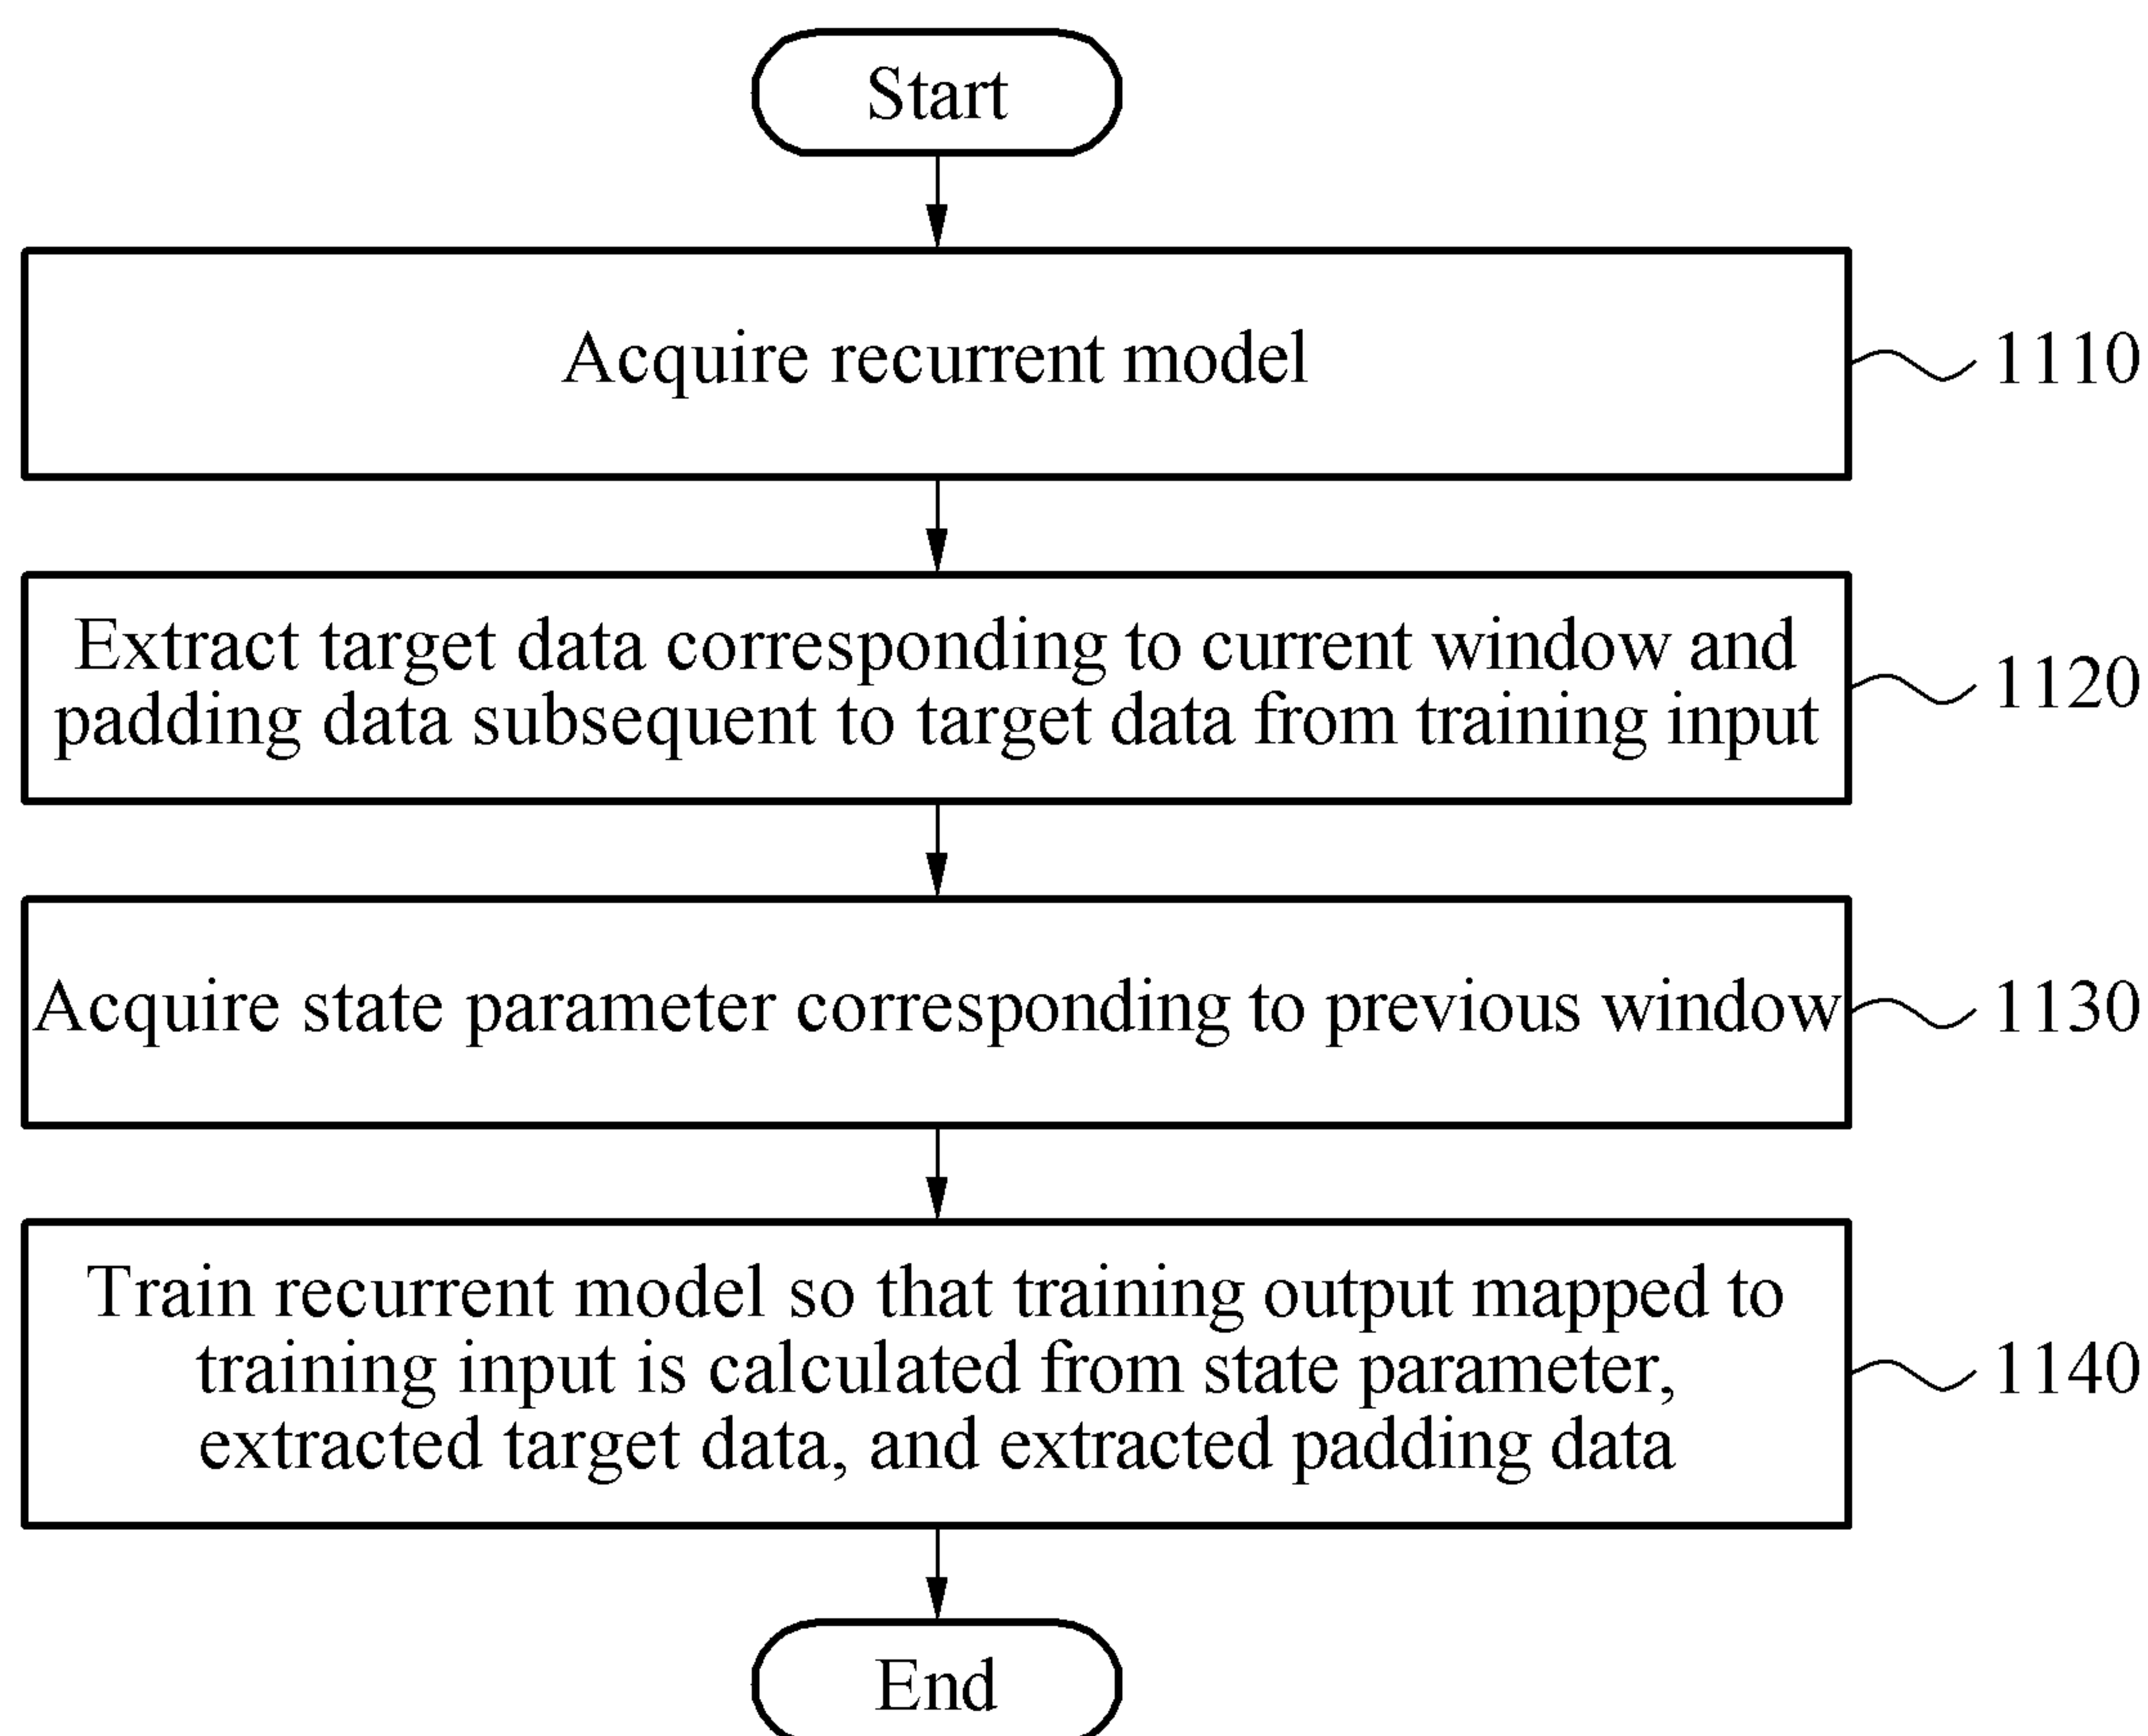 Start
Acquire recurrent model
1110
Extract target data corresponding to current window and
padding data subsequent to target data from training input
1120
Acquire state parameter corresponding to previous window
1130
Train recurrent model so that training output mapped to
training input is calculated from state parameter,
extracted target data, and extracted padding data
1140
End